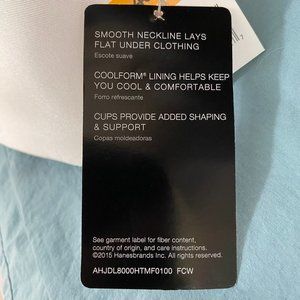 SMOOTH NECKLINE LAYS
FLAT UNDER CLOTHING
Escote suave
COOLFORM® LINING HELPS KEEP
YOU COOL & COMFORTABLE
Forro refrescante
CUPS PROVIDE ADDED SHAPING
& SUPPORT
Copas moldeadoras
See garment label for fiber content,
country of origin, and care instructions.
©2015 Hanesbrands Inc. All rights reserved.
AHJDL8000HTMF0100 FCW